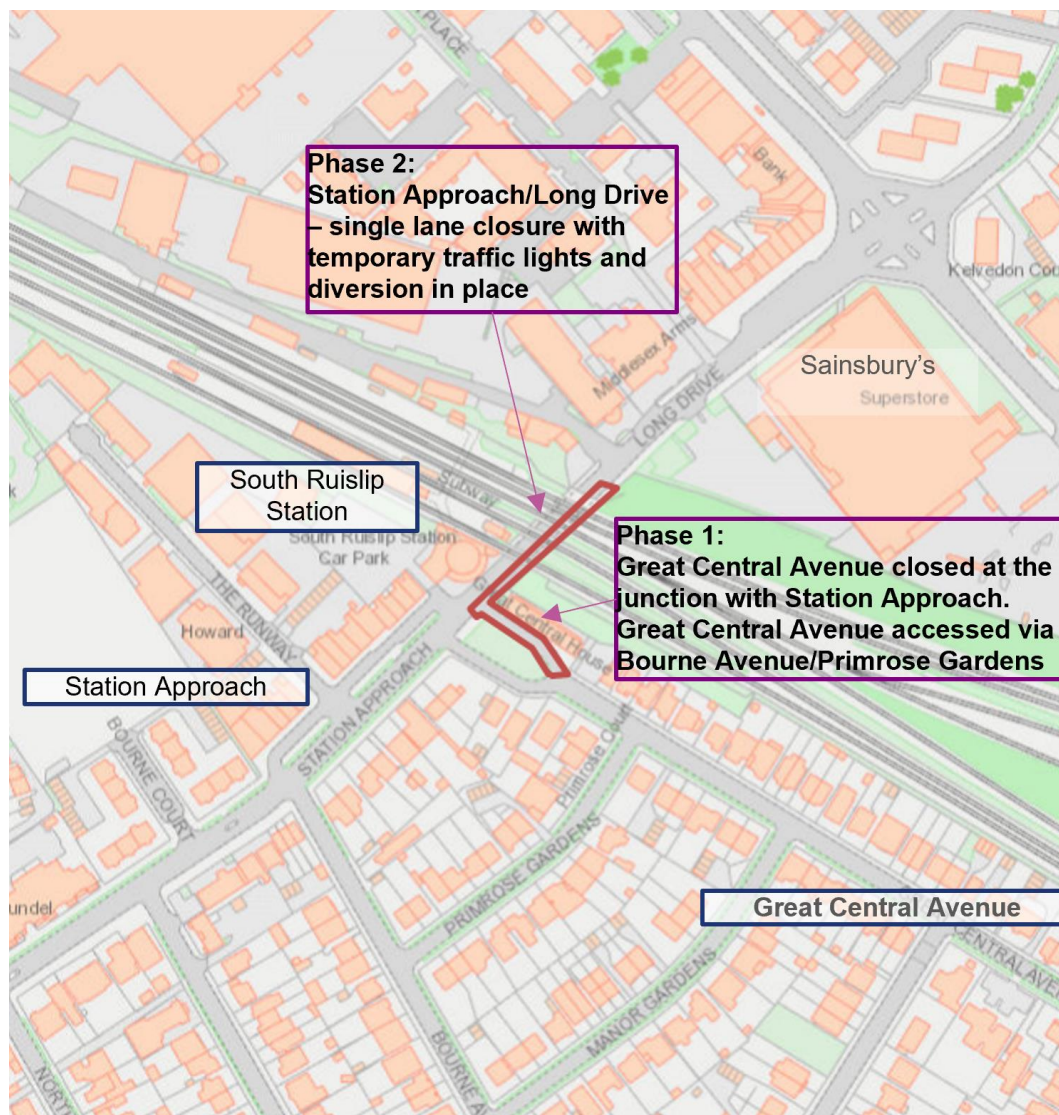 PLACE
Phase 2:
Station Approach/Long Drive
– single lane closure with
temporary traffic lights and
diversion in place
Bank
Kelvedon Cou
Middlesex Arms
LONG DRIVE
Sainsbury's
Superstore
South Ruislip
Station
Subway
South Ruislip Station
Car Park
Phase 1:
Great Central Avenue closed at the
junction with Station Approach.
Great Central Avenue accessed via
Bourne Avenue/Primrose Gardens
Great Central House
THE RUNWAY
Howard
Station Approach
STATION APPROACH
BOURNE COURT
Primrose Court
PRIMROSE GARDENS
undel
Great Central Avenue
CENTRAL AVE
MANOR GARDENS
BOURNE A
NORT